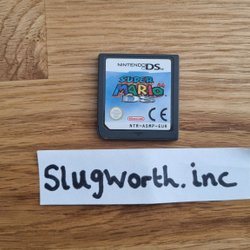 NINTENDO DS
SUPER
MARIO 64
DS
Nintendo
CE
NTR-ASMP-EUR
Slugworth.inc